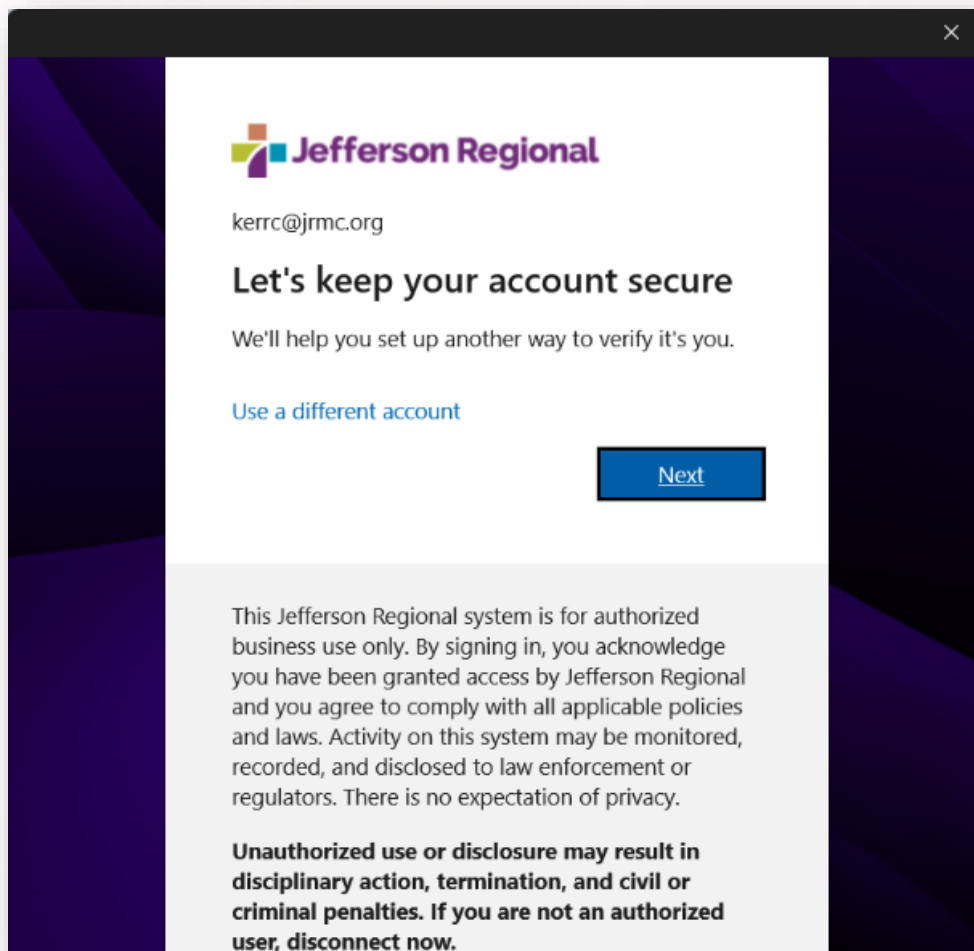 Jefferson Regional
kerrc@jrmc.org
Let's keep your account secure
We'll help you set up another way to verify it's you.
Use a different account
Next
This Jefferson Regional system is for authorized
business use only. By signing in, you acknowledge
you have been granted access by Jefferson Regional
and you agree to comply with all applicable policies
and laws. Activity on this system may be monitored,
recorded, and disclosed to law enforcement or
regulators. There is no expectation of privacy.
Unauthorized use or disclosure may result in
disciplinary action, termination, and civil or
criminal penalties. If you are not an authorized
user, disconnect now.